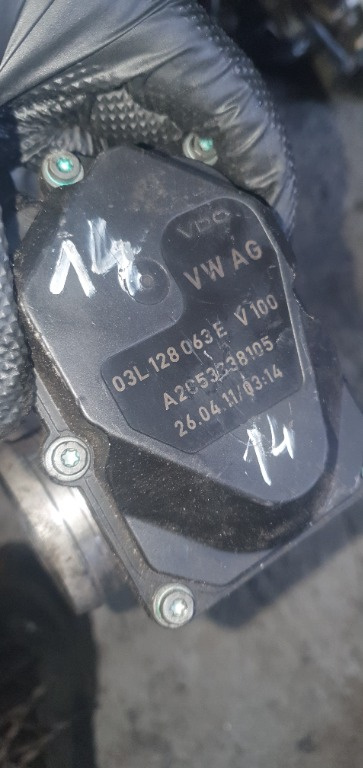 14
VDO
VW AG
03L 128 063 E V100
A2C53338105
26.04.11/03:14
14